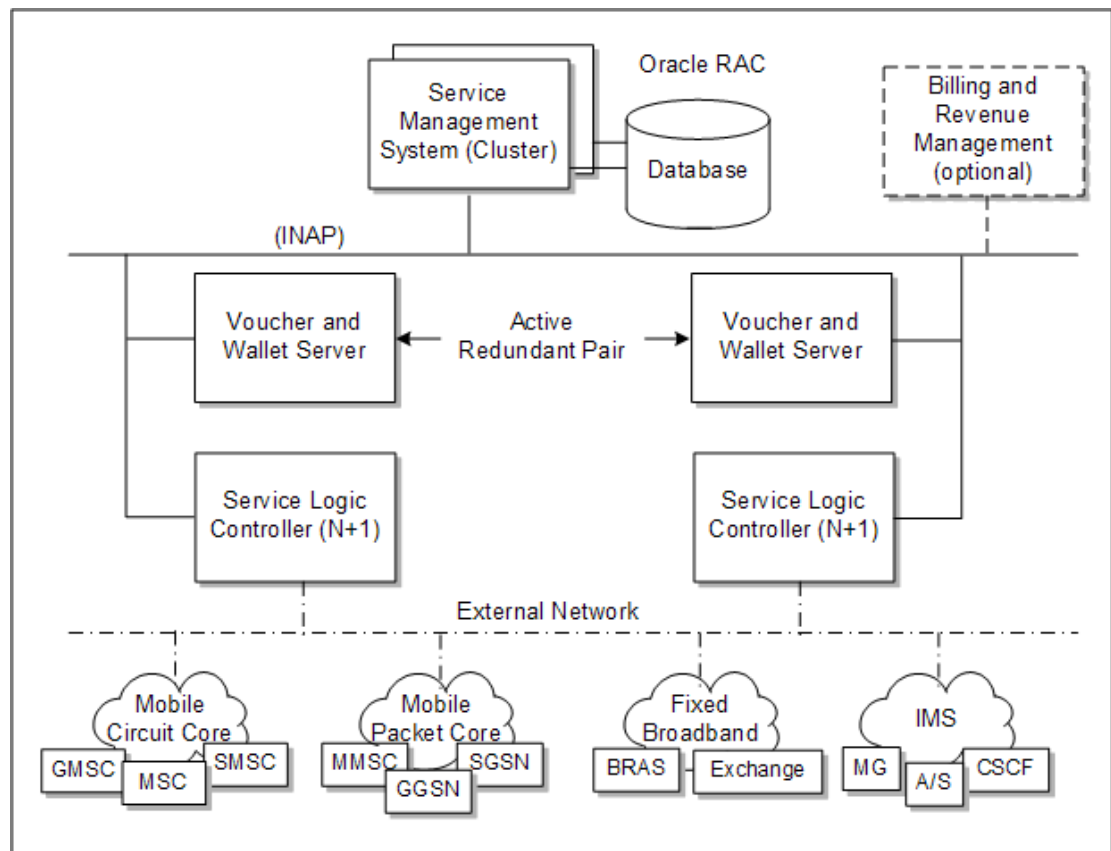 Oracle RAC
Service
Management
System (Cluster)
Database
Billing and
Revenue
Management
(optional)
(INAP)
Voucher and
Wallet Server
Active
Redundant Pair
Voucher and
Wallet Server
Service Logic
Controller (N+1)
Service Logic
Controller (N+1)
External Network
Mobile
Circuit Core
GMSC
MSC
SMSC
Mobile
Packet Core
MMSC
GGSN
SGSN
Fixed
Broadband
BRAS
Exchange
IMS
MG
A/S
CSCF